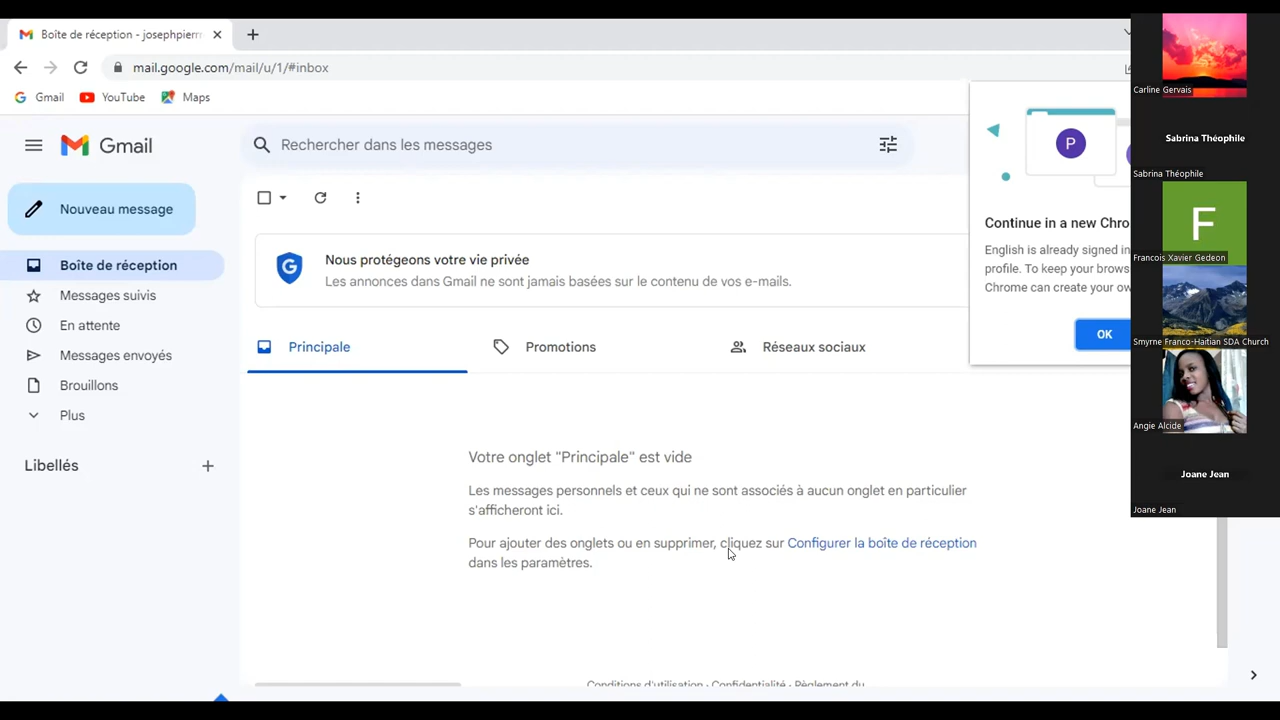 Boîte de réception - josephpierr
mail.google.com/mail/u/1/#inbox
Gmail
YouTube
Maps
Gmail
Rechercher dans les messages
Nouveau message
Boîte de réception
Messages suivis
En attente
Messages envoyés
Brouillons
Plus
Libellés
Nous protégeons votre vie privée
Les annonces dans Gmail ne sont jamais basées sur le contenu de vos e-mails.
Principale
Promotions
Réseaux sociaux
Votre onglet "Principale" est vide
Les messages personnels et ceux qui ne sont associés à aucun onglet en particulier
s'afficheront ici.
Pour ajouter des onglets ou en supprimer, cliquez sur Configurer la boîte de réception
dans les paramètres.
Conditions d'utilisation · Confidentialité · Règlement du
P
Continue in a new Chro
English is already signed in
profile. To keep your brows
Chrome can create your ow
OK
Carline Gervais
Sabrina Théophile
Sabrina Théophile
F
Francois Xavier Gedeon
Smyrne Franco-Haitian SDA Church
Angie Alcide
Joane Jean
Joane Jean